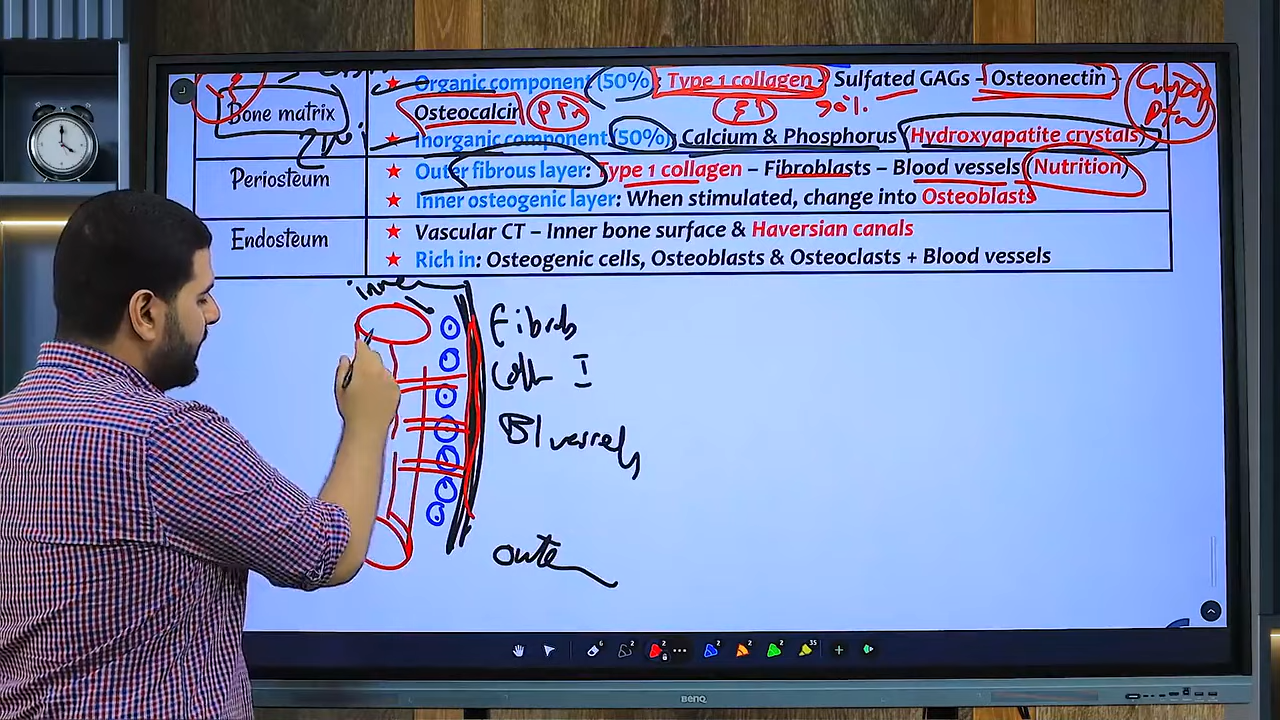 ★ Organic component (50%): Type 1 collagen - Sulfated GAGs – Osteonectin -
Bone matrix
Osteocalcin
90%.
★ Inorganic component (50%): Calcium & Phosphorus (Hydroxyapatite crystals)
Periosteum
★ Outer fibrous layer: Type 1 collagen – Fibroblasts – Blood vessels (Nutrition)
★ Inner osteogenic layer: When stimulated, change into Osteoblasts
Endosteum
★ Vascular CT – Inner bone surface & Haversian canals
★ Rich in: Osteogenic cells, Osteoblasts & Osteoclasts + Blood vessels
inner
Fibrob
Coll I
Bl vessels
outer
BenQ